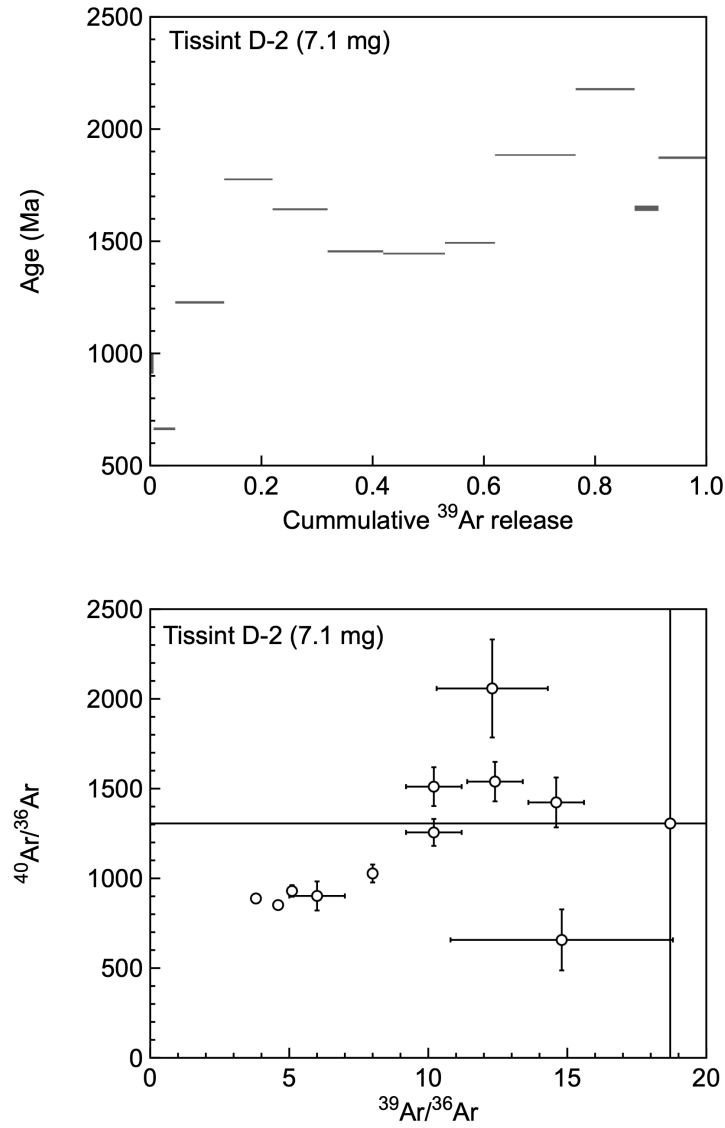 Tissint D-2 (7.1 mg)
2500
2000
1500
1000
500
Age (Ma)
0 0.2 0.4 0.6 0.8 1.0
Cummulative ³⁹Ar release
Tissint D-2 (7.1 mg)
2500
2000
1500
1000
500
0
⁴⁰Ar/³⁶Ar
0 5 10 15 20
³⁹Ar/³⁶Ar